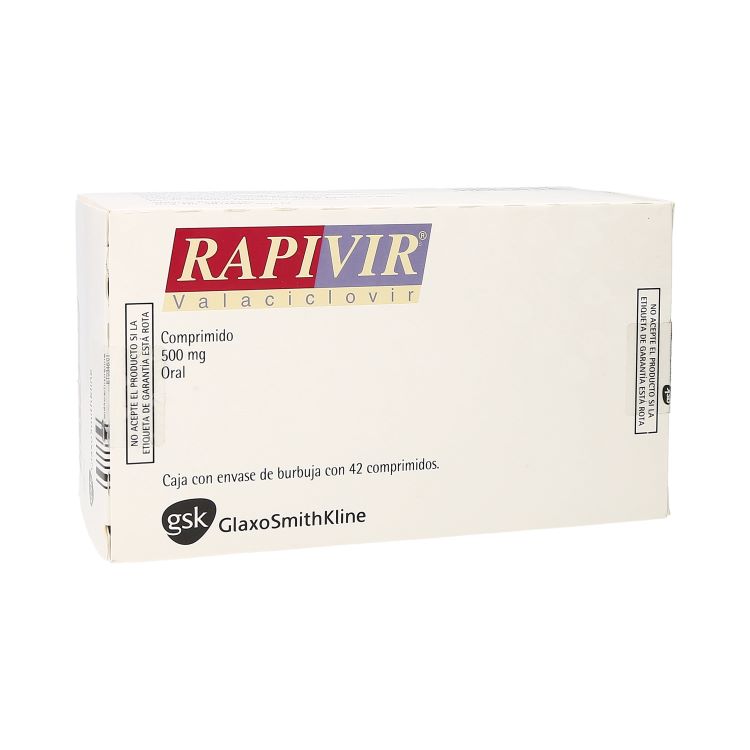 RAPIVIR®
Valaciclovir
Comprimido
500 mg
Oral
NO ACEPTE EL PRODUCTO SI LA
ETIQUETA DE GARANTÍA ESTÁ ROTA
NO ACEPTE EL PRODUCTO SI LA
ETIQUETA DE GARANTÍA ESTÁ ROTA
Caja con envase de burbuja con 42 comprimidos.
gsk GlaxoSmithKline